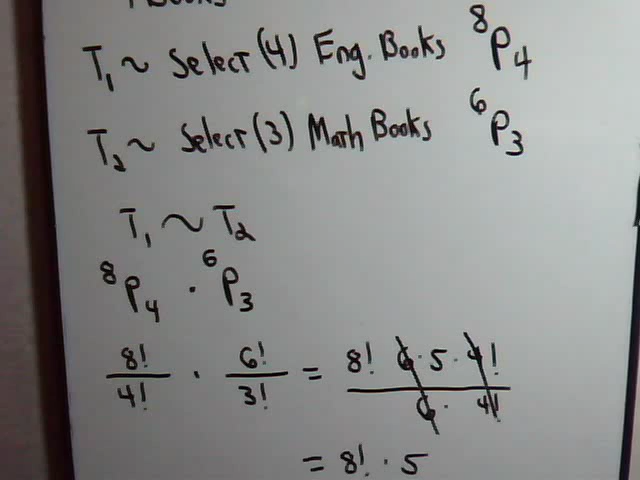 Books
T₁ ~ Select (4) Eng. Books ⁸P₄
T₂ ~ Select (3) Math Books ⁶P₃
T₁ ~ T₂
⁸P₄ · ⁶P₃
8!/4! · 6!/3! = 8! 6 · 5 · 4!/6 · 4!
= 8! · 5